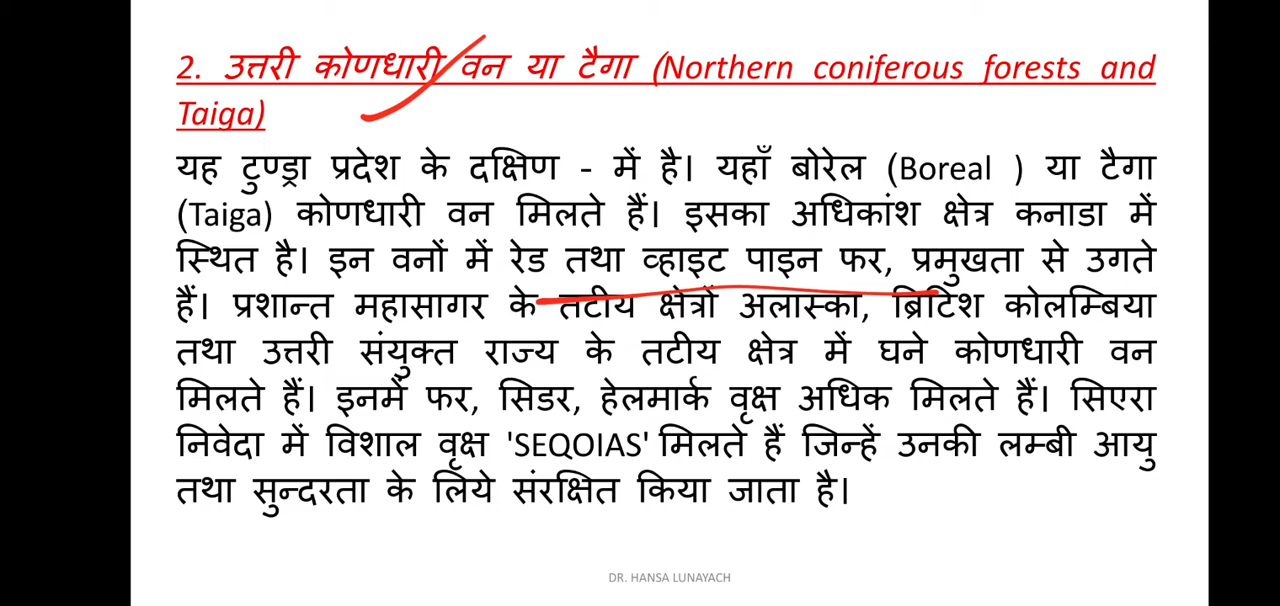 2. उत्तरी कोणधारी वन या टैगा (Northern coniferous forests and
Taiga)
यह टुण्ड्रा प्रदेश के दक्षिण - में है। यहाँ बोरेल (Boreal ) या टैगा
(Taiga) कोणधारी वन मिलते हैं। इसका अधिकांश क्षेत्र कनाडा में
स्थित है। इन वनों में रेड तथा व्हाइट पाइन फर, प्रमुखता से उगते
हैं। प्रशान्त महासागर के तटीय क्षेत्रों अलास्का, ब्रिटिश कोलम्बिया
तथा उत्तरी संयुक्त राज्य के तटीय क्षेत्र में घने कोणधारी वन
मिलते हैं। इनमें फर, सिडर, हेलमार्क वृक्ष अधिक मिलते हैं। सिएरा
निवेदा में विशाल वृक्ष 'SEQOIAS' मिलते हैं जिन्हें उनकी लम्बी आयु
तथा सुन्दरता के लिये संरक्षित किया जाता है।
DR. HANSA LUNAYACH